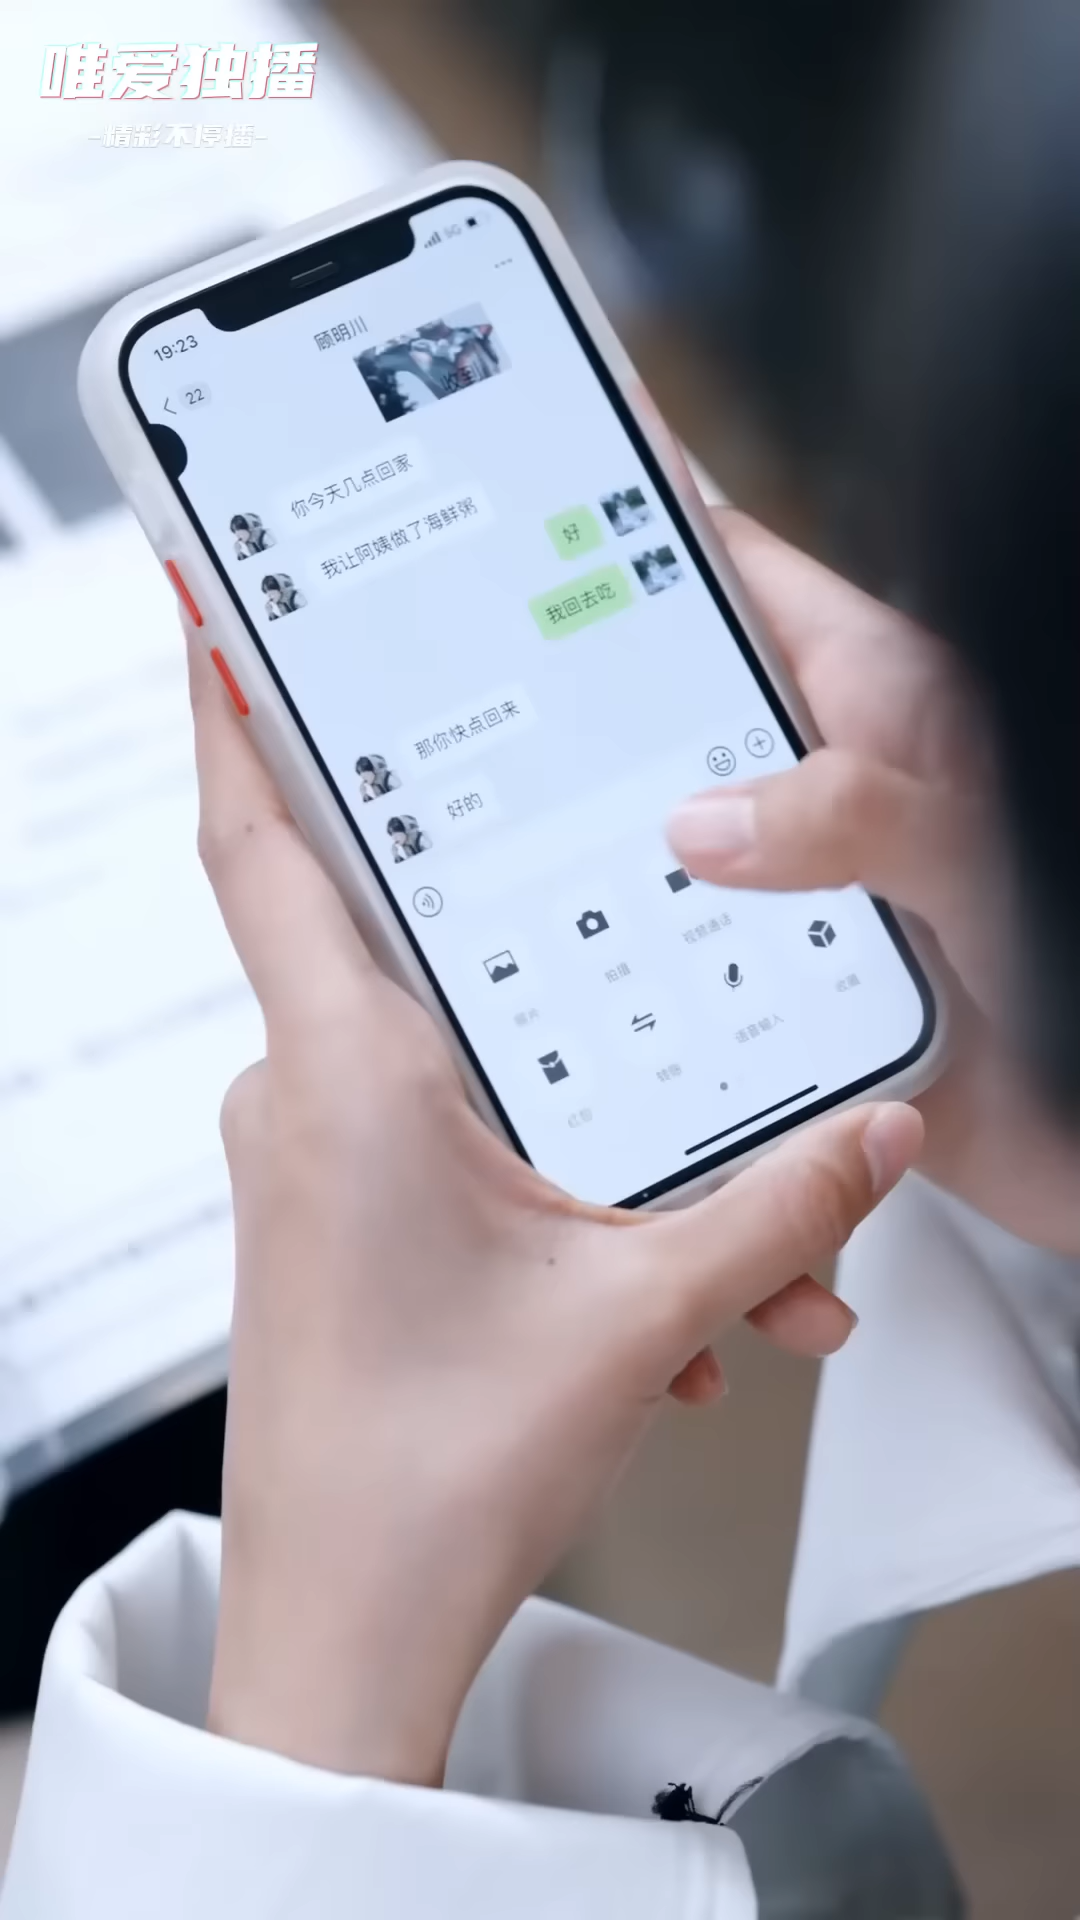 唯爱独播
-精彩不停播-
5G
19:23
顾明川
22
收到
你今天几点回家
我让阿姨做了海鲜粥
好
我回去吃
那你快点回来
好的
照片
拍摄
视频通话
红包
转账
语音输入
收藏